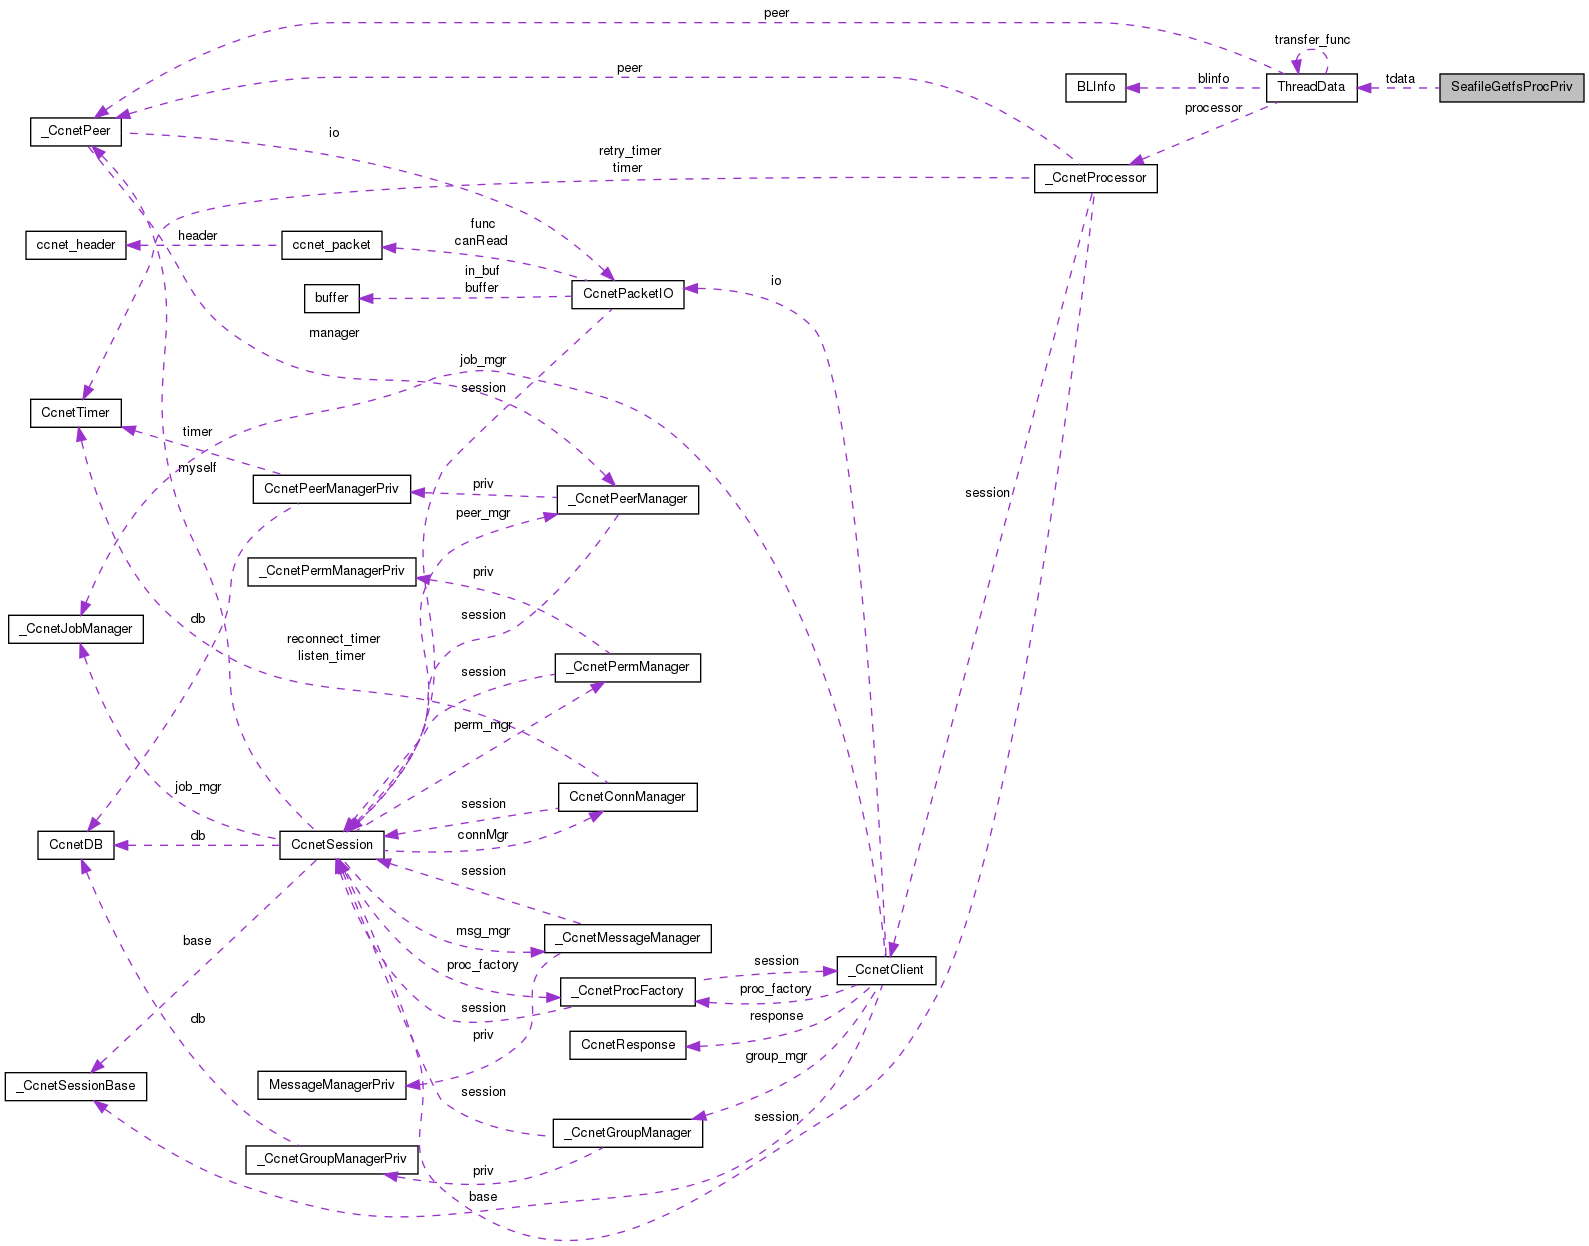 peer
transfer_func
peer
blinfo
tdata
BLInfo
ThreadData
SeafileGetfsProcPriv
processor
_CcnetPeer
io
retry_timer
timer
_CcnetProcessor
func
canRead
header
ccnet_header
ccnet_packet
in_buf
buffer
io
buffer
CcnetPacketIO
manager
job_mgr
session
CcnetTimer
timer
myself
priv
CcnetPeerManagerPriv
_CcnetPeerManager
session
peer_mgr
_CcnetPermManagerPriv
priv
db
session
_CcnetJobManager
reconnect_timer
listen_timer
session
_CcnetPermManager
perm_mgr
job_mgr
CcnetConnManager
session
db
connMgr
CcnetDB
CcnetSession
session
base
msg_mgr
_CcnetMessageManager
proc_factory
session
_CcnetClient
_CcnetProcFactory
proc_factory
session
response
db
priv
CcnetResponse
group_mgr
_CcnetSessionBase
MessageManagerPriv
session
session
_CcnetGroupManager
_CcnetGroupManagerPriv
priv
base